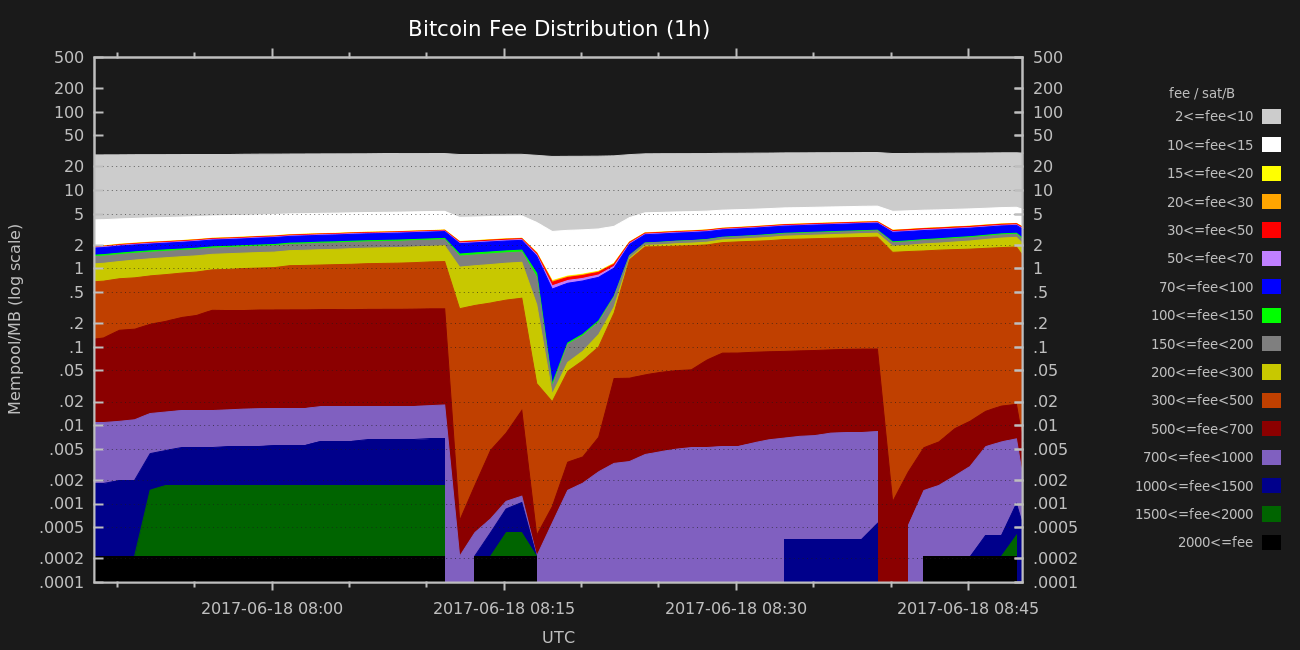 Bitcoin Fee Distribution (1h)
500
200
100
50
20
10
5
2
1
.5
.2
.1
.05
.02
.01
.005
.002
.001
.0005
.0002
.0001
Mempool/MB (log scale)
500
200
100
50
20
10
5
2
1
.5
.2
.1
.05
.02
.01
.005
.002
.001
.0005
.0002
.0001
2017-06-18 08:00
2017-06-18 08:15
2017-06-18 08:30
2017-06-18 08:45
UTC
fee / sat/B
2<=fee<10
10<=fee<15
15<=fee<20
20<=fee<30
30<=fee<50
50<=fee<70
70<=fee<100
100<=fee<150
150<=fee<200
200<=fee<300
300<=fee<500
500<=fee<700
700<=fee<1000
1000<=fee<1500
1500<=fee<2000
2000<=fee